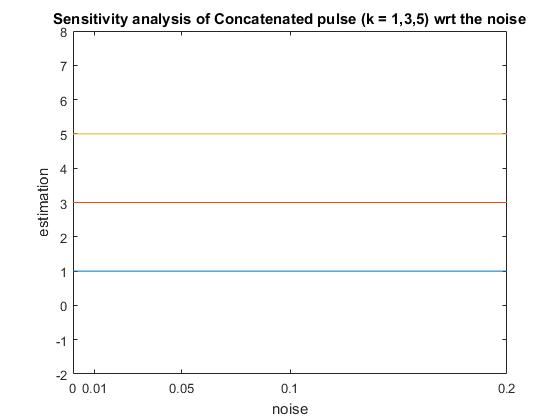 Sensitivity analysis of Concatenated pulse (k = 1,3,5) wrt the noise
8
7
6
5
4
3
2
1
0
-1
-2
estimation
0 0.01 0.05 0.1 0.2
noise